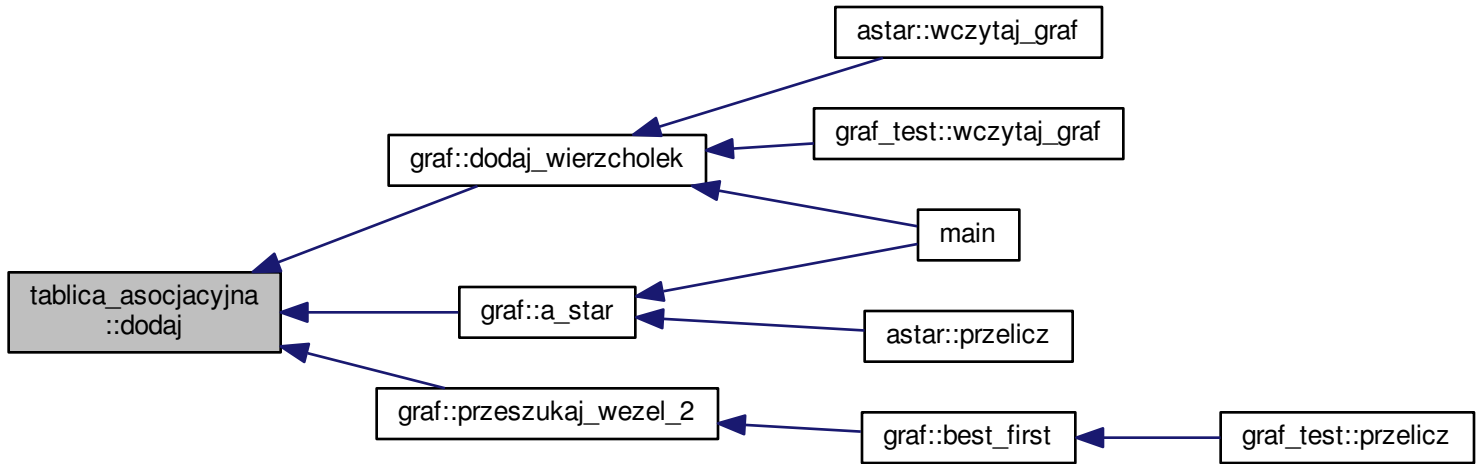 astar::wczytaj_graf
graf_test::wczytaj_graf
graf::dodaj_wierzcholek
main
tablica_asocjacyjna
::dodaj
graf::a_star
astar::przelicz
graf::przeszukaj_wezel_2
graf::best_first
graf_test::przelicz